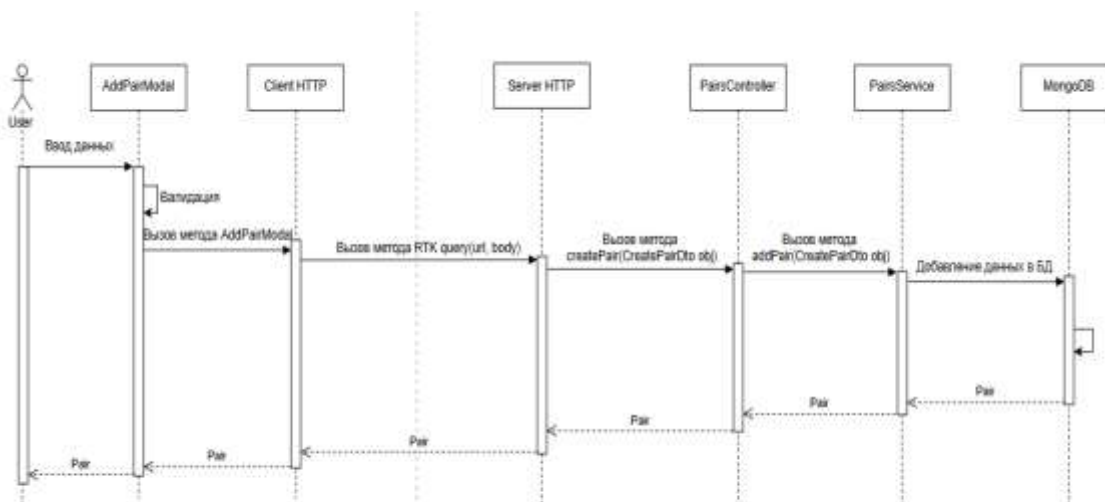 AddPairModal
Client HTTP
Server HTTP
PairsController
PairsService
MongoDB
User
Ввод данных
Валидация
Вызов метода AddPairModal
Вызов метода RTK query(url, body)
Вызов метода
createPair(CreatePairDto obj)
Вызов метода
addPair(CreatePairDto obj)
Добавление данных в БД
Pair
Pair
Pair
Pair
Pair
Pair